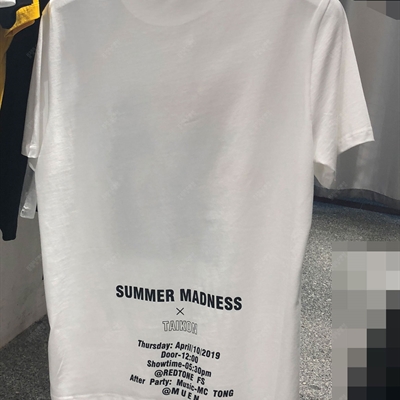 SUMMER MADNESS
×
TAIKON
Thursday: April/10/2019
Door-12:00
Showtime-05:30pm
@REDTONE FS
After Party: Music-MC TONG
@MUEN